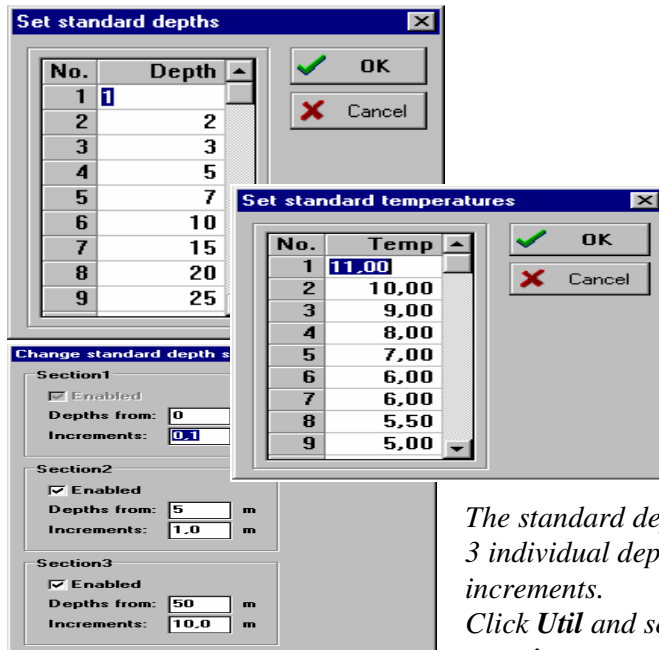 Set standard depths
OK
Cancel
No. Depth
1 1
2 2
3 3
4 5
5 7
6 10
7 15
8 20
9 25
Set standard temperatures
OK
Cancel
No. Temp
1 11,00
2 10,00
3 9,00
4 8,00
5 7,00
6 6,00
7 6,00
8 5,50
9 5,00
Change standard depth s
Section1
Enabled
Depths from: 0
Increments: 0,1
Section2
Enabled
Depths from: 5 m
Increments: 1,0 m
Section3
Enabled
Depths from: 50 m
Increments: 10,0 m
The standard de
3 individual dep
increments.
Click Util and se